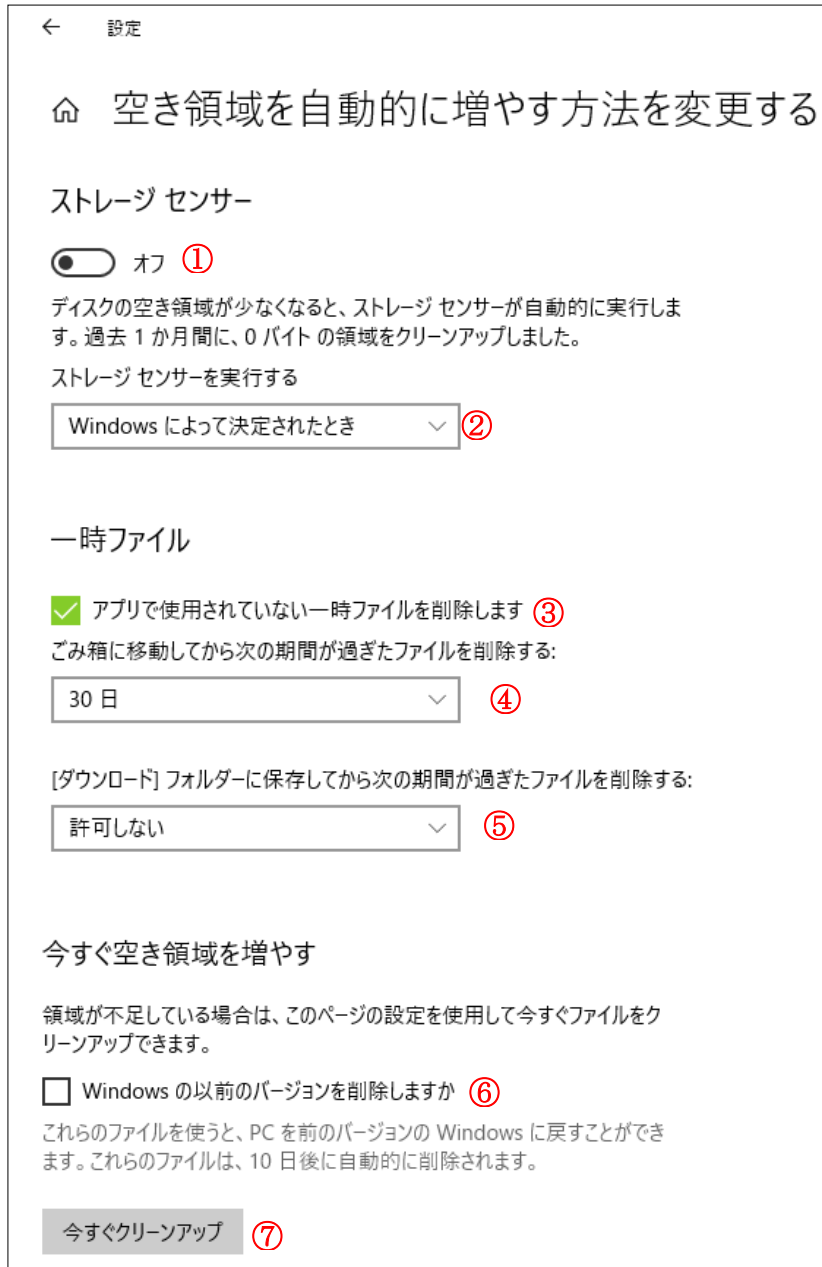 設定
空き領域を自動的に増やす方法を変更する
ストレージ センサー
オフ ①
ディスクの空き領域が少なくなると、ストレージ センサーが自動的に実行しま
す。過去 1 か月間に、0 バイト の領域をクリーンアップしました。
ストレージ センサーを実行する
Windows によって決定されたとき ②
一時ファイル
アプリで使用されていない一時ファイルを削除します ③
ごみ箱に移動してから次の期間が過ぎたファイルを削除する:
30 日 ④
[ダウンロード] フォルダーに保存してから次の期間が過ぎたファイルを削除する:
許可しない ⑤
今すぐ空き領域を増やす
領域が不足している場合は、このページの設定を使用して今すぐファイルをク
リーンアップできます。
Windows の以前のバージョンを削除しますか ⑥
これらのファイルを使うと、PC を前のバージョンの Windows に戻すことができ
ます。これらのファイルは、10 日後に自動的に削除されます。
今すぐクリーンアップ ⑦